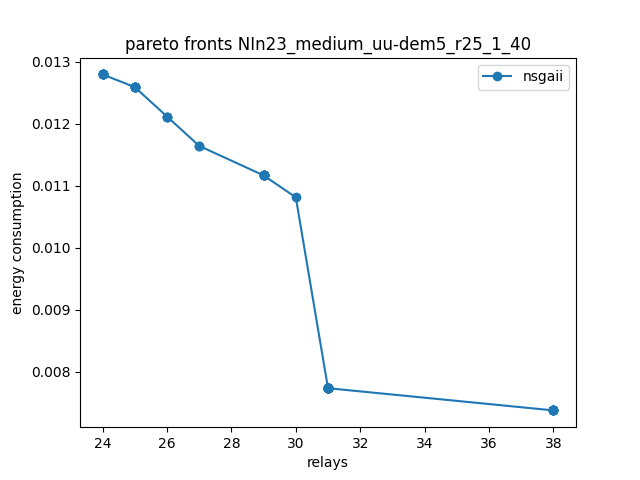 pareto fronts NIn23_medium_uu-dem5_r25_1_40
nsgaii
energy consumption
0.013
0.012
0.011
0.010
0.009
0.008
24 26 28 30 32 34 36 38
relays